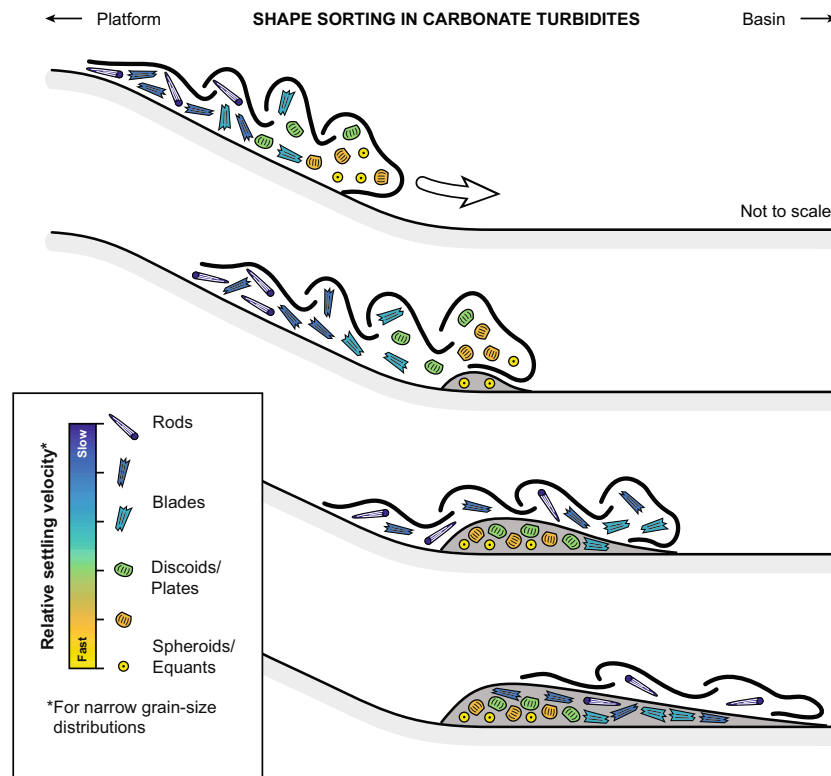 Platform
SHAPE SORTING IN CARBONATE TURBIDITES
Basin
Not to scale
Relative settling velocity*
Slow
Fast
Rods
Blades
Discoids/
Plates
Spheroids/
Equants
*For narrow grain-size
distributions